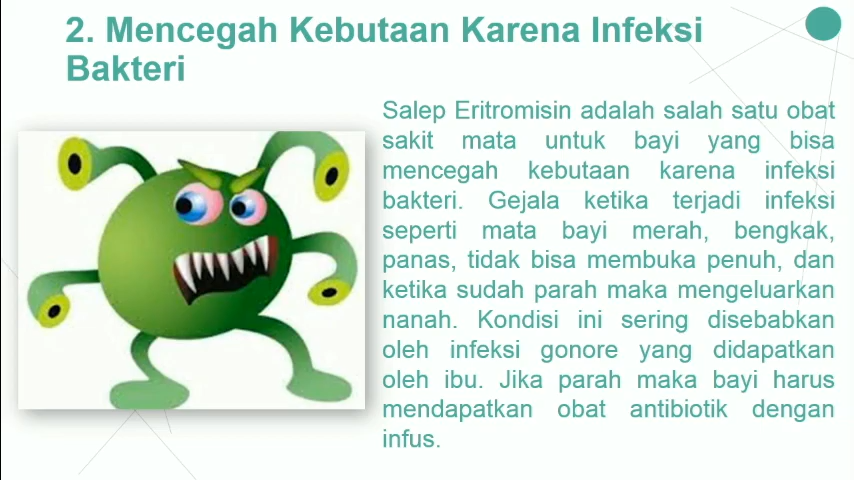 2. Mencegah Kebutaan Karena Infeksi
Bakteri
Salep Eritromisin adalah salah satu obat
sakit mata untuk bayi yang bisa
mencegah kebutaan karena infeksi
bakteri. Gejala ketika terjadi infeksi
seperti mata bayi merah, bengkak,
panas, tidak bisa membuka penuh, dan
ketika sudah parah maka mengeluarkan
nanah. Kondisi ini sering disebabkan
oleh infeksi gonore yang didapatkan
oleh ibu. Jika parah maka bayi harus
mendapatkan obat antibiotik dengan
infus.